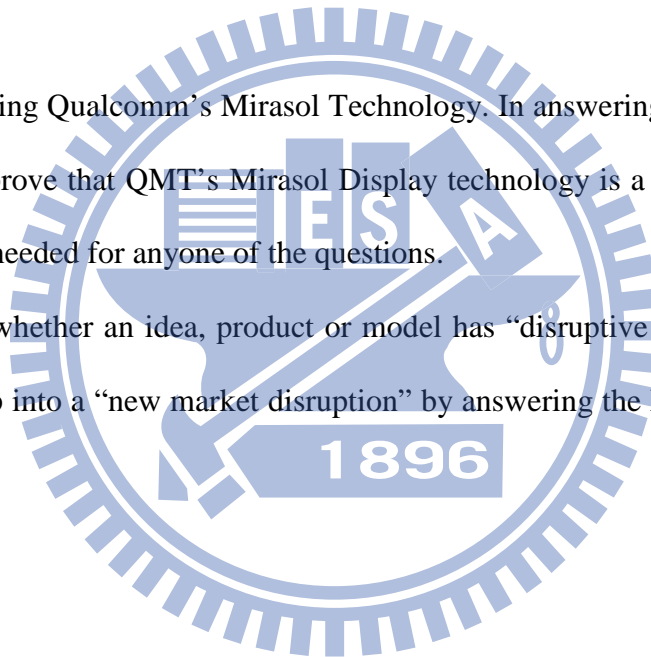 ing Qualcomm's Mirasol Technology. In answering
rove that QMT's Mirasol Display technology is a
needed for anyone of the questions.
whether an idea, product or model has "disruptive
into a "new market disruption" by answering the
ESA
1896